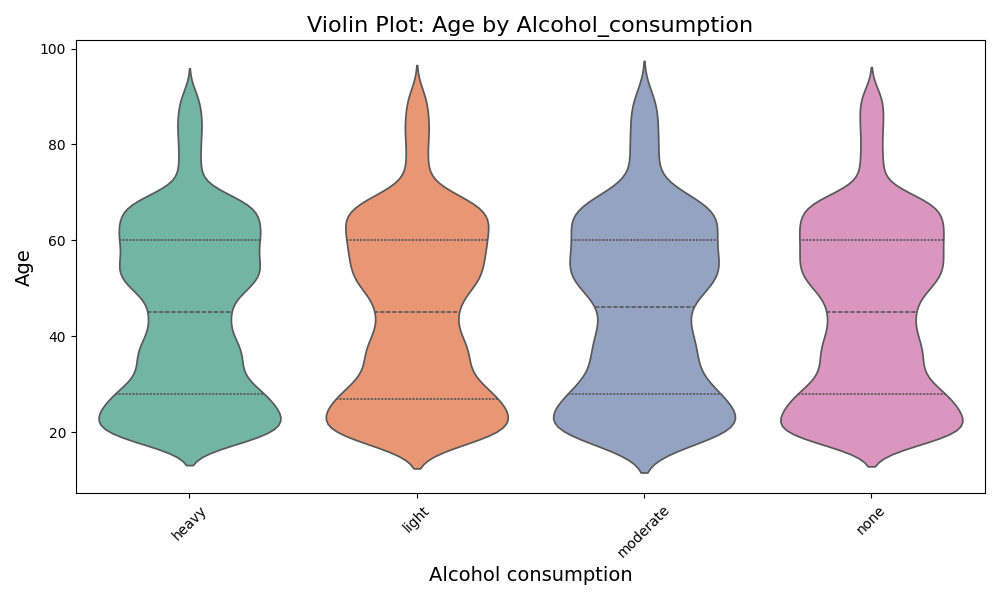 Violin Plot: Age by Alcohol_consumption
100
80
60
40
20
Age
heavy
light
moderate
none
Alcohol consumption